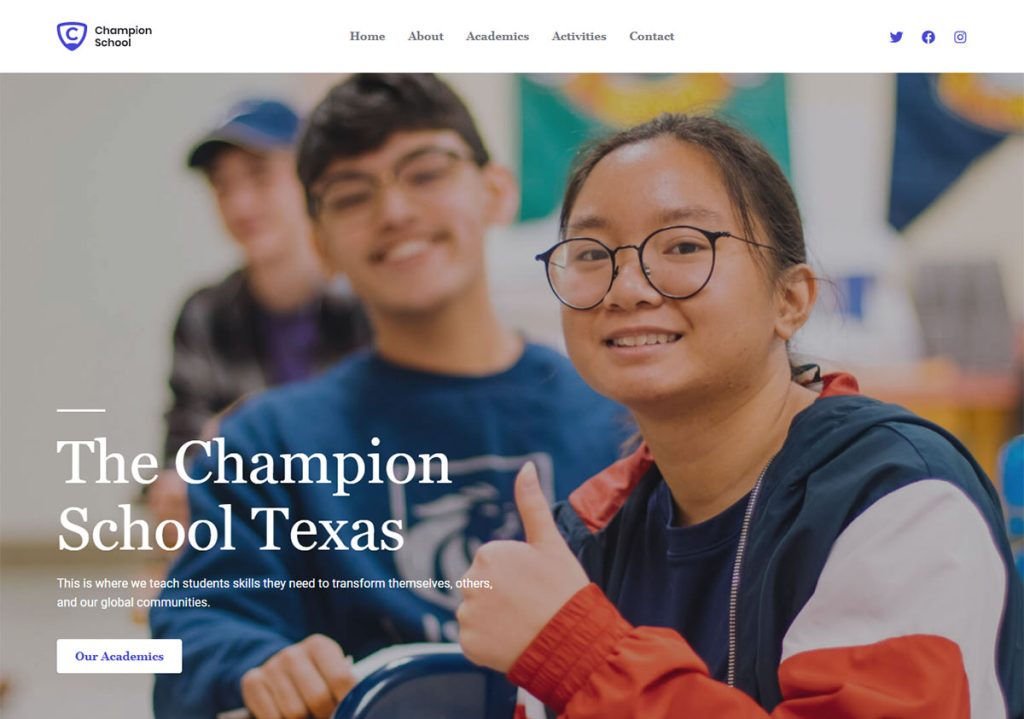 C
Champion
School
Home About Academics Activities Contact
The Champion
School Texas
This is where we teach students skills they need to transform themselves, others,
and our global communities.
Our Academics